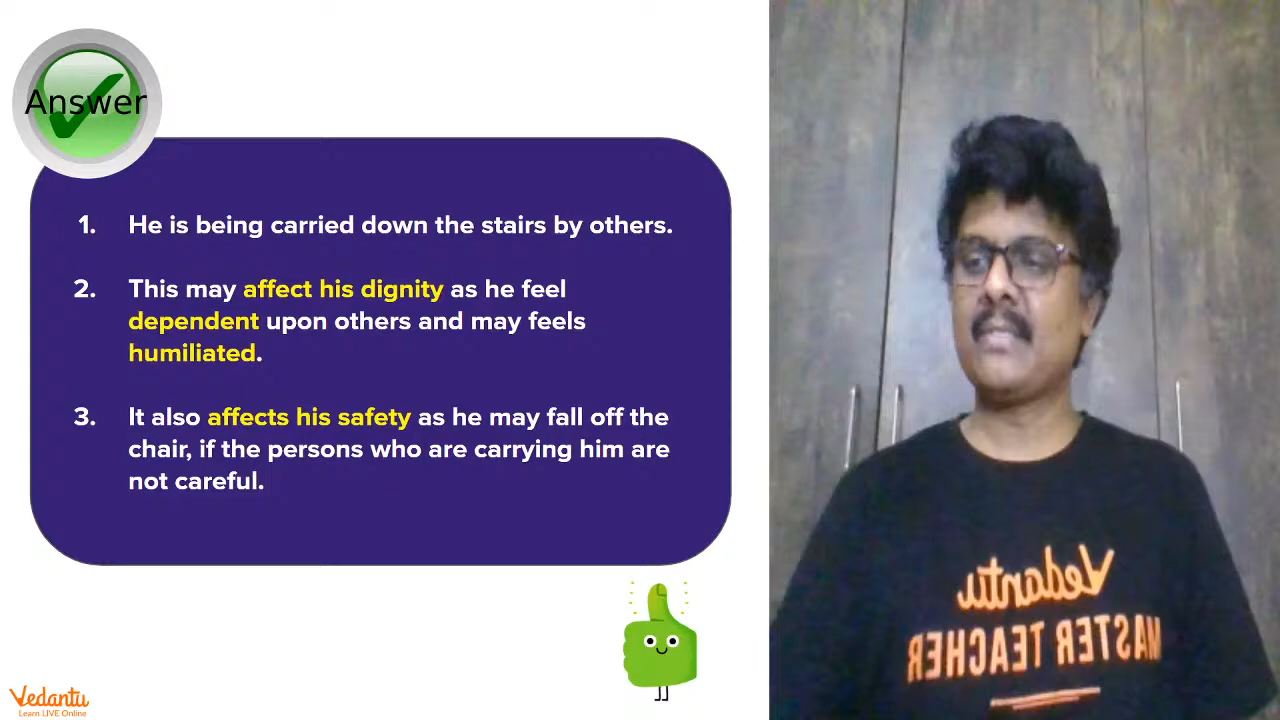 Answer
1. He is being carried down the stairs by others.
2. This may affect his dignity as he feel
dependent upon others and may feels
humiliated.
3. It also affects his safety as he may fall off the
chair, if the persons who are carrying him are
not careful.
Vedantu
MASTER TEACHER
Vedantu
Learn LIVE Online